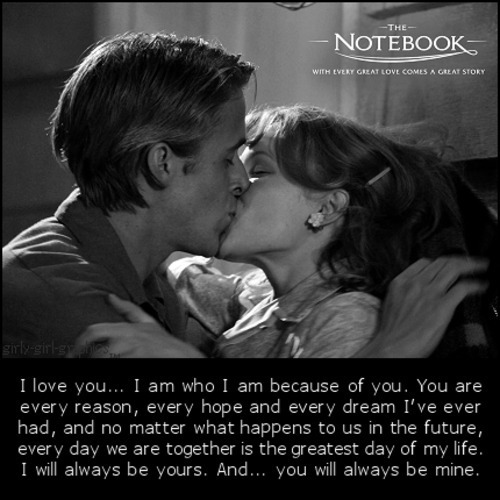 THE
NOTEBOOK
WITH EVERY GREAT LOVE COMES A GREAT STORY
girly-girl-graphics
I love you... I am who I am because of you. You are
every reason, every hope and every dream I've ever
had, and no matter what happens to us in the future,
every day we are together is the greatest day of my life.
I will always be yours. And... you will always be mine.